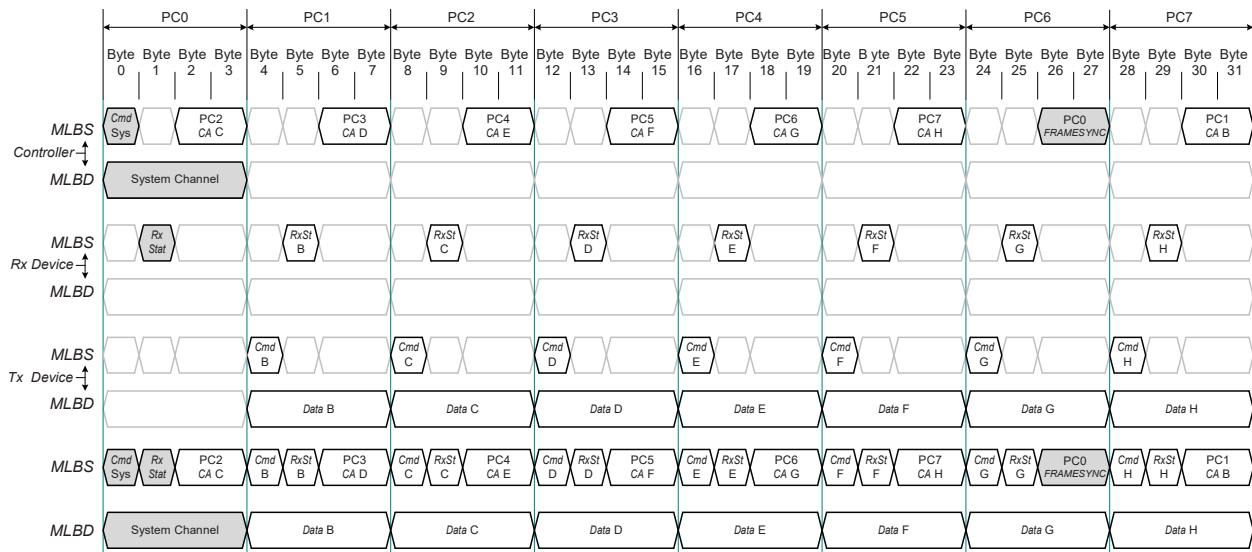 PC0 PC1 PC2 PC3 PC4 PC5 PC6 PC7
Byte Byte Byte Byte Byte Byte Byte Byte Byte Byte Byte Byte Byte Byte Byte Byte Byte Byte Byte Byte Byte Byte Byte Byte Byte Byte Byte Byte Byte Byte Byte Byte
0 1 2 3 4 5 6 7 8 9 10 11 12 13 14 15 16 17 18 19 20 21 22 23 24 25 26 27 28 29 30 31
Cmd PC2 PC3 PC4 PC5 PC6 PC7 PC0 PC1
MLBS Sys CA C CA D CA E CA F CA G CA H FRAMESYNC CA B
Controller
MLBD System Channel
Rx RxSt RxSt RxSt RxSt RxSt RxSt RxSt
MLBS Stat B C D E F G H
Rx Device
MLBD
Cmd Cmd Cmd Cmd Cmd Cmd Cmd
MLBS B C D E F G H
Tx Device
MLBD Data B Data C Data D Data E Data F Data G Data H
Cmd Rx PC2 Cmd RxSt PC3 Cmd RxSt PC4 Cmd RxSt PC5 Cmd RxSt PC6 Cmd RxSt PC7 Cmd RxSt PC0 Cmd RxSt PC1
MLBS Sys Stat CA C B B CA D C C CA E D D CA F E E CA G F F CA H G G FRAMESYNC H H CA B
MLBD System Channel Data B Data C Data D Data E Data F Data G Data H